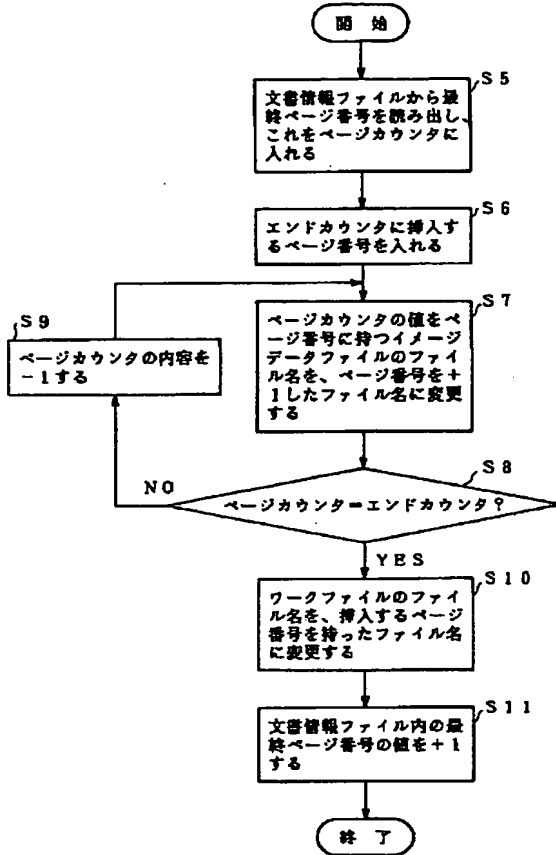 開始
S5
文書情報ファイルから最
終ページ番号を読み出し、
これをページカウンタに
入れる
S6
エンドカウンタに挿入す
るページ番号を入れる
S7
ページカウンタの値をペ
ージ番号に持つイメージ
データファイルのファイ
ル名を、ページ番号を+
1したファイル名に変更
する
S9
ページカウンタの内容を
-1する
S8
ページカウンター=エンドカウンタ?
NO
YES
S10
ワークファイルのファイ
ル名を、挿入するページ
番号を持ったファイル名
に変更する
S11
文書情報ファイル内の最
終ページ番号の値を+1
する
終了